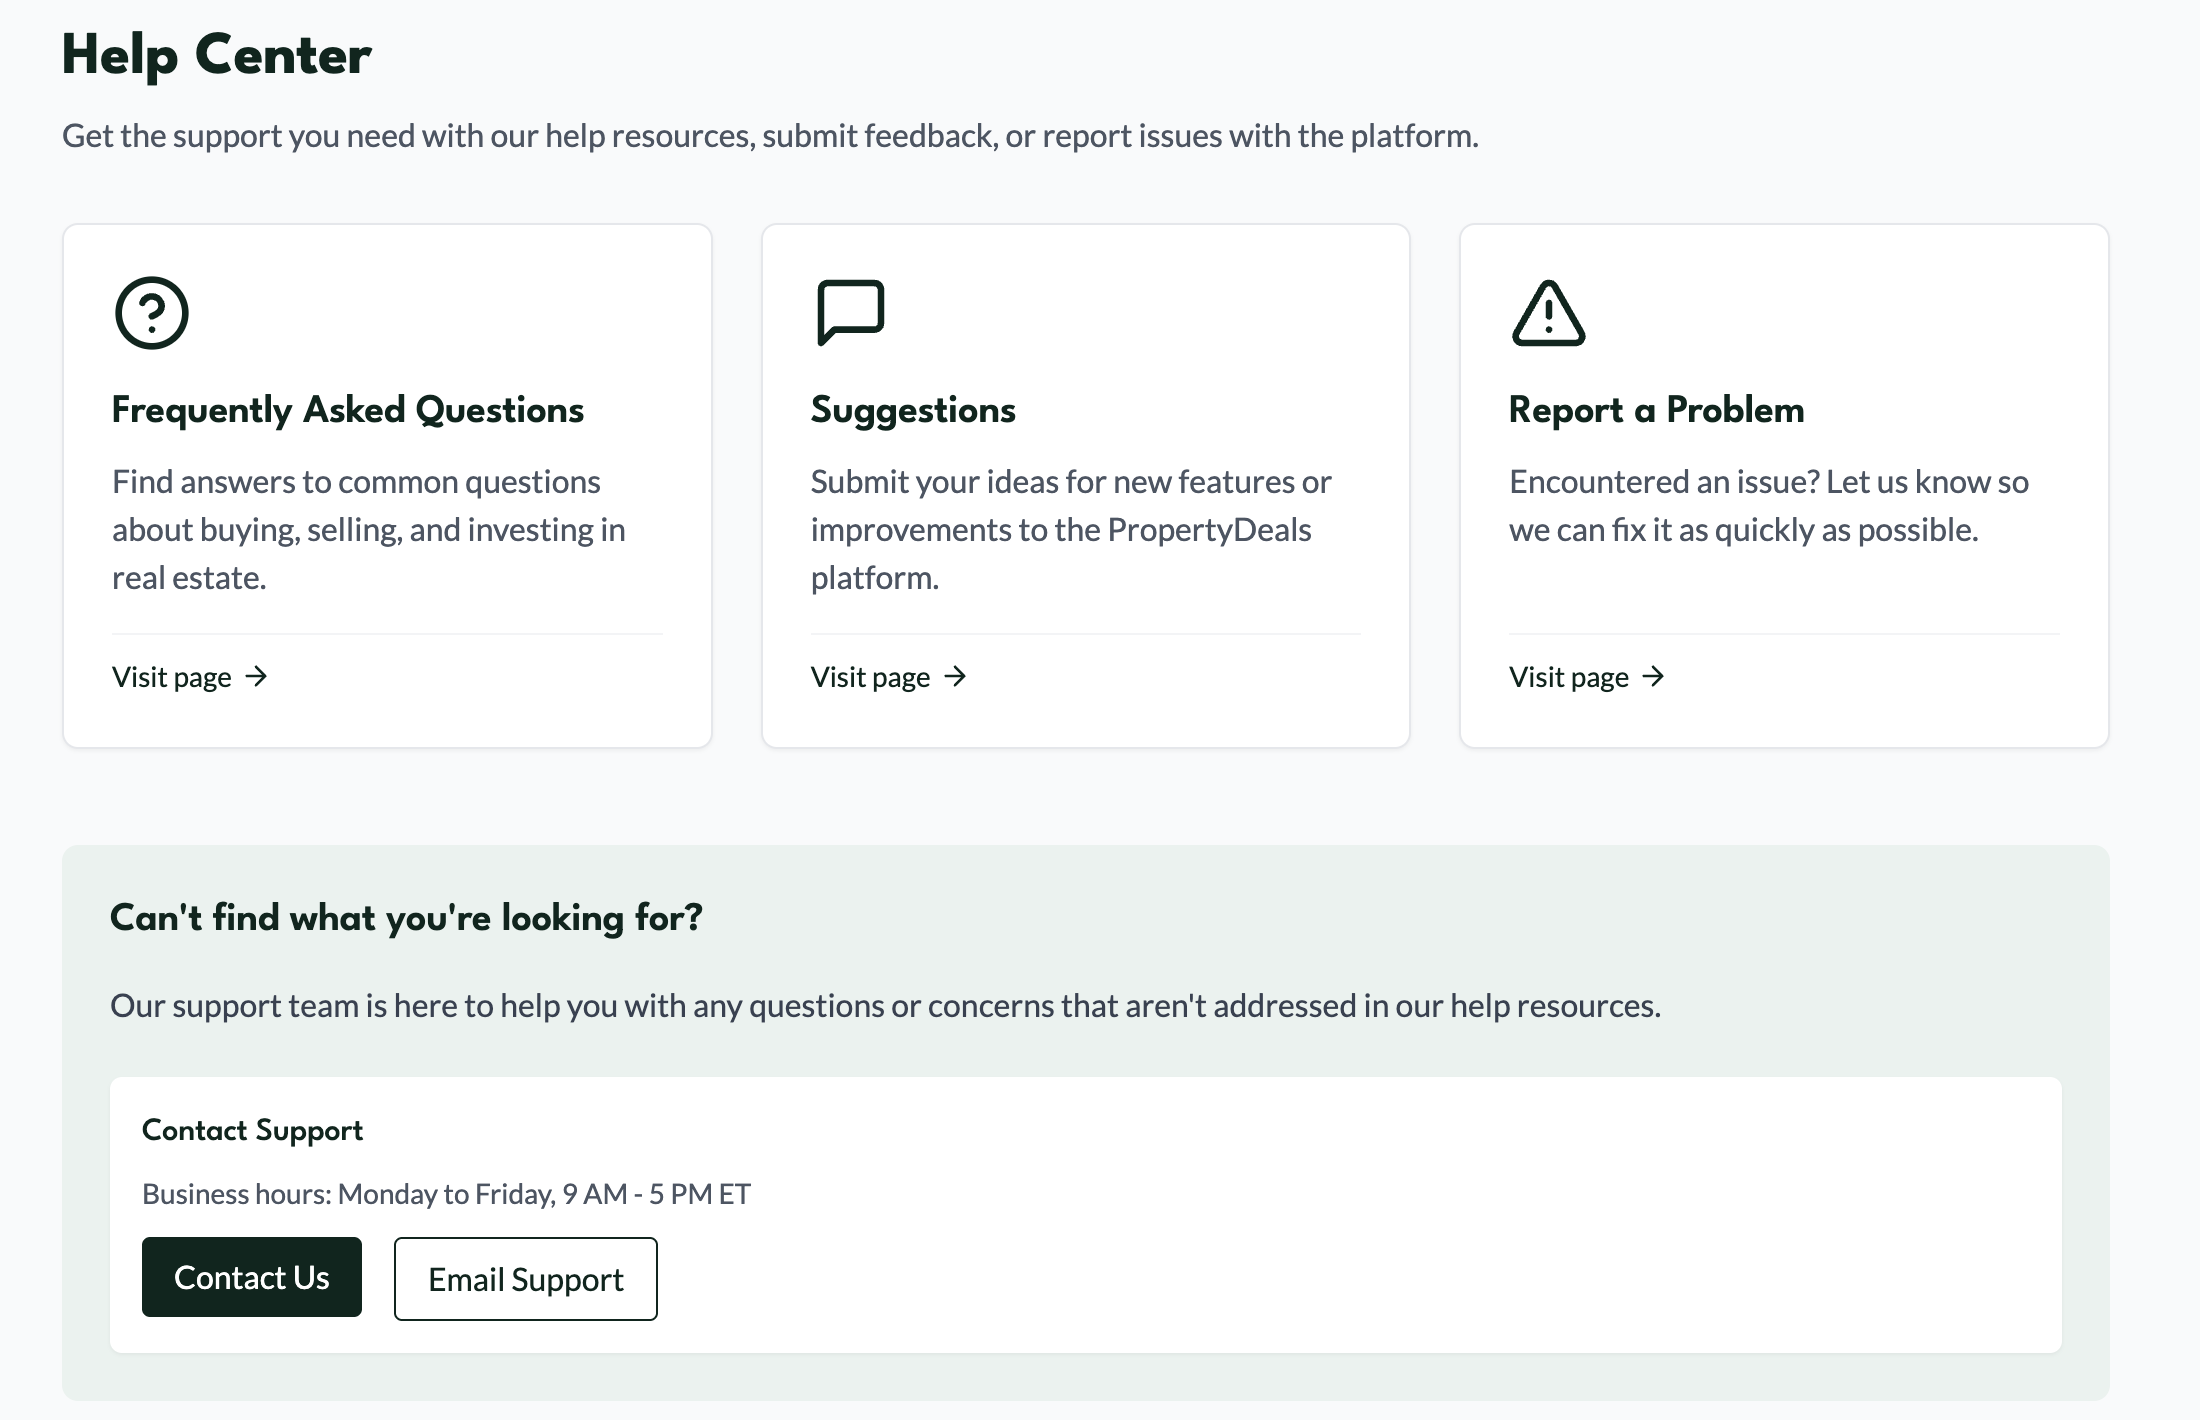 Help Center
Get the support you need with our help resources, submit feedback, or report issues with the platform.
Frequently Asked Questions
Find answers to common questions
about buying, selling, and investing in
real estate.
Visit page →
Suggestions
Submit your ideas for new features or
improvements to the PropertyDeals
platform.
Visit page →
Report a Problem
Encountered an issue? Let us know so
we can fix it as quickly as possible.
Visit page →
Can't find what you're looking for?
Our support team is here to help you with any questions or concerns that aren't addressed in our help resources.
Contact Support
Business hours: Monday to Friday, 9 AM - 5 PM ET
Contact Us
Email Support